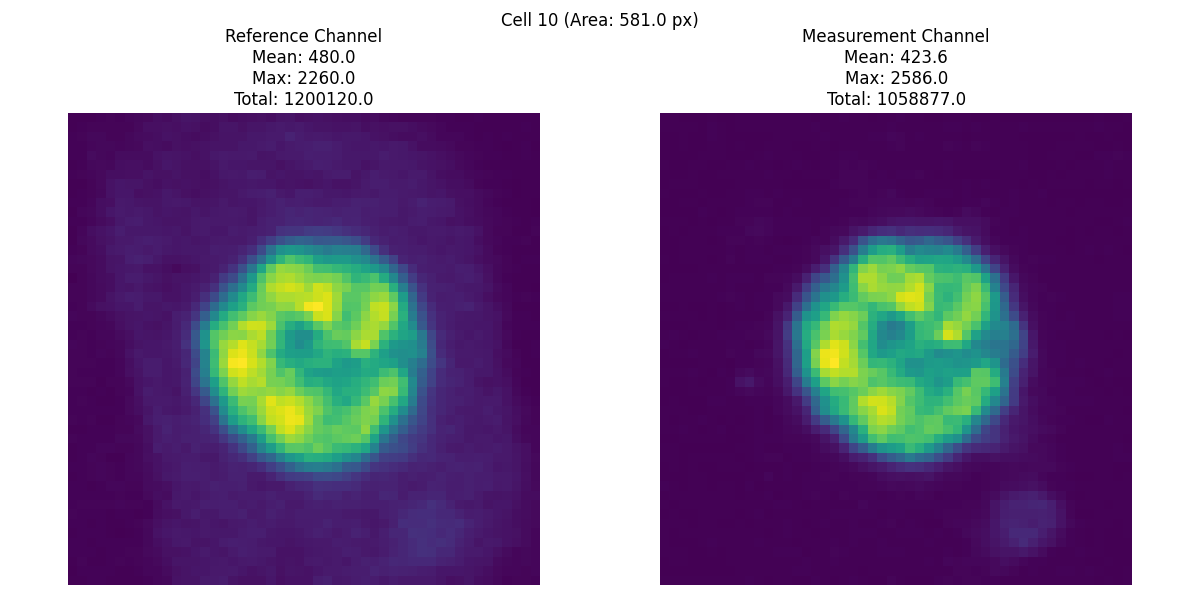 Cell 10 (Area: 581.0 px)
Reference Channel
Mean: 480.0
Max: 2260.0
Total: 1200120.0
Measurement Channel
Mean: 423.6
Max: 2586.0
Total: 1058877.0